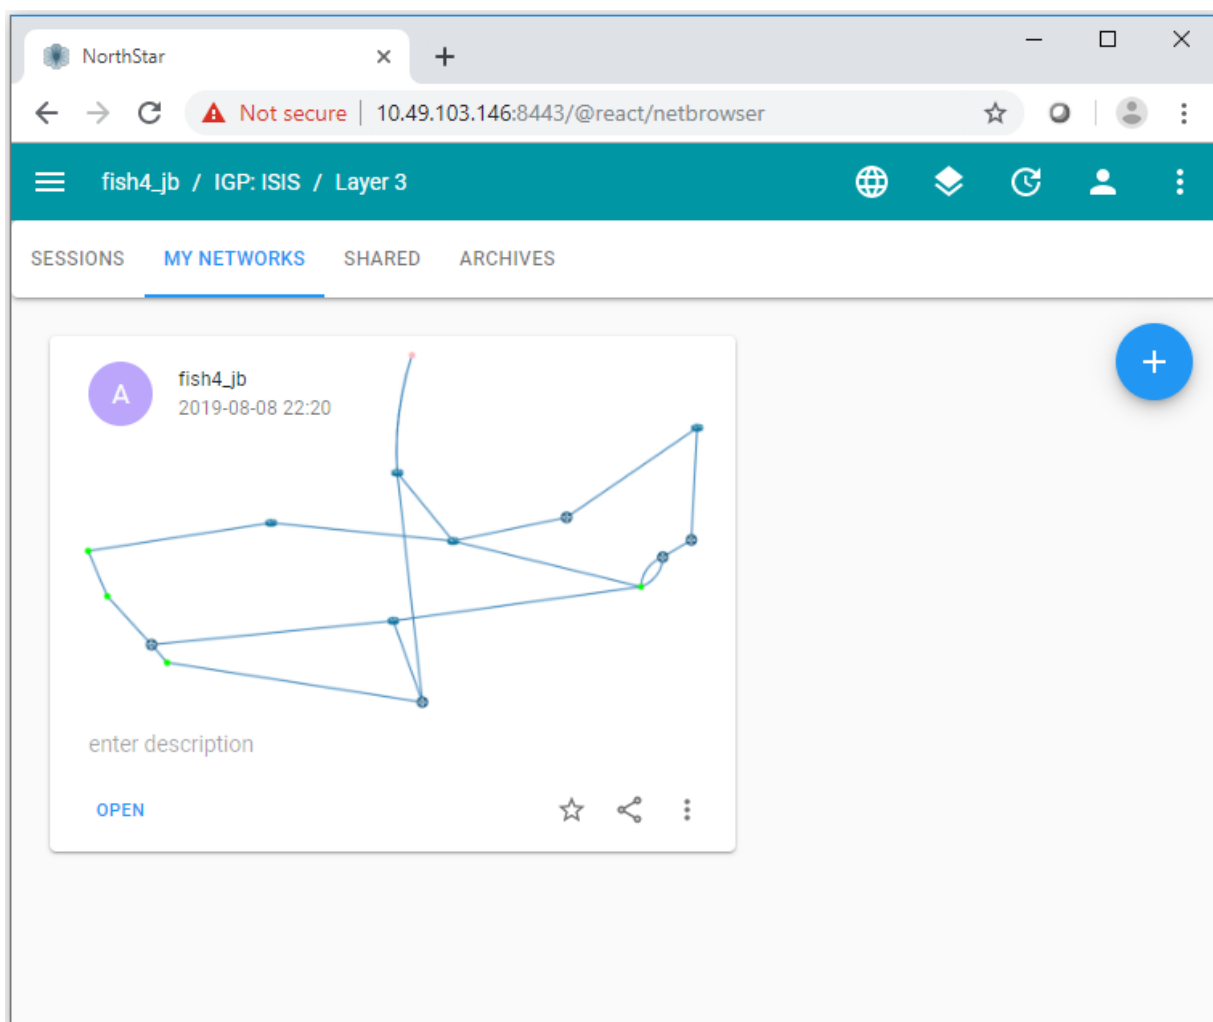 NorthStar
Not secure | 10.49.103.146:8443/@react/netbrowser
fish4_jb / IGP: ISIS / Layer 3
SESSIONS MY NETWORKS SHARED ARCHIVES
A
fish4_jb
2019-08-08 22:20
enter description
OPEN